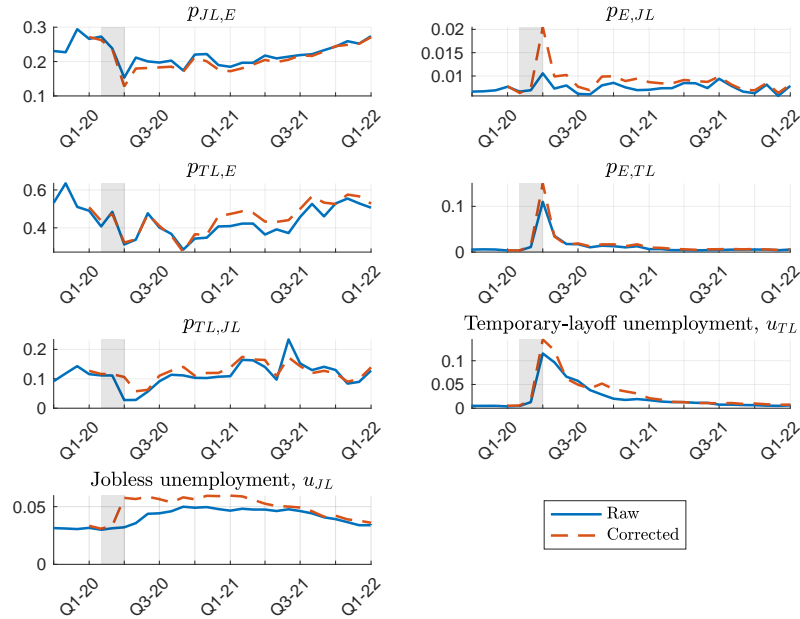 p_{JL,E}
0.3
0.2
0.1
Q1-20
Q3-20
Q1-21
Q3-21
Q1-22
p_{E,JL}
0.02
0.015
0.01
Q1-20
Q3-20
Q1-21
Q3-21
Q1-22
p_{TL,E}
0.6
0.4
Q1-20
Q3-20
Q1-21
Q3-21
Q1-22
p_{E,TL}
0.1
0
Q1-20
Q3-20
Q1-21
Q3-21
Q1-22
p_{TL,JL}
0.2
0.1
0
Q1-20
Q3-20
Q1-21
Q3-21
Q1-22
Temporary-layoff unemployment, u_{TL}
0.1
0.05
0
Q1-20
Q3-20
Q1-21
Q3-21
Q1-22
Jobless unemployment, u_{JL}
0.05
0
Q1-20
Q3-20
Q1-21
Q3-21
Q1-22
Raw
Corrected